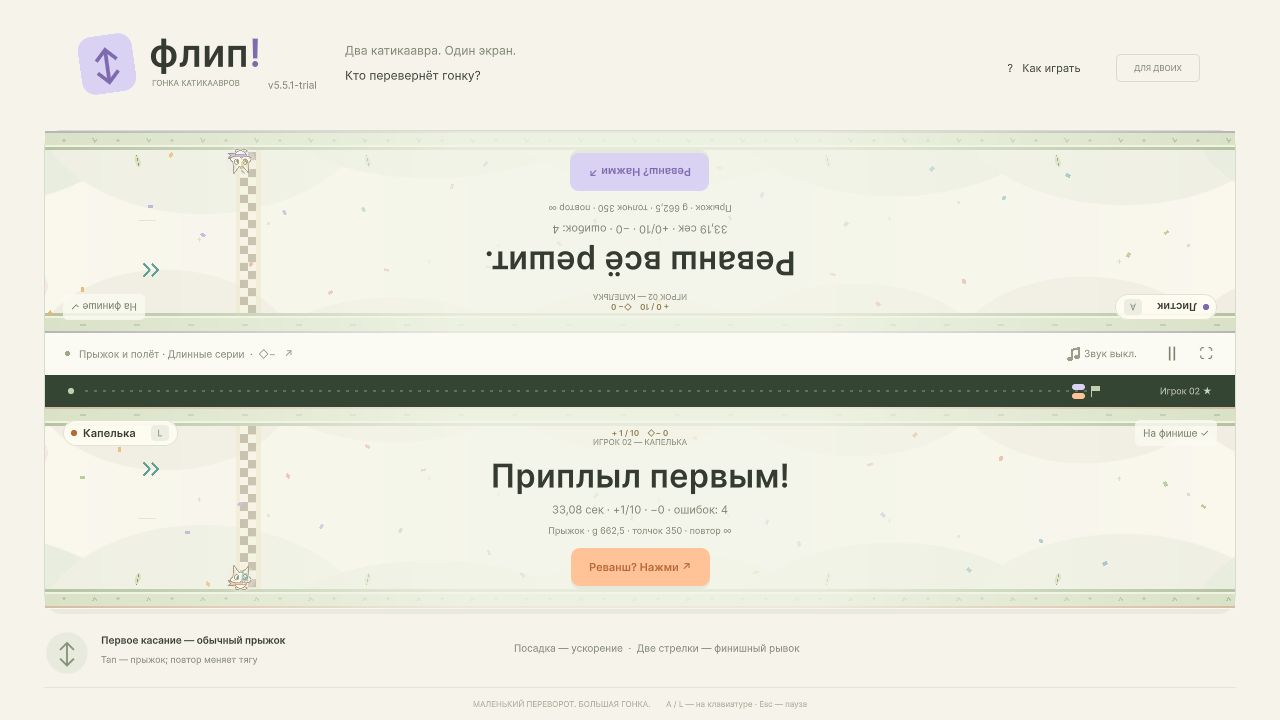 флип!
ГОНКА КАТИКААВРОВ
v5.5.1-trial
Два катикаавра. Один экран.
Кто перевернёт гонку?
? Как играть
ДЛЯ ДВОИХ
Реванш? Нажми ↗
Прыжок · g 662,5 · толчок 350 · повтор ∞
33,19 сек · +0/10 · −0 · ошибок: 4
Реванш всё решит.
ИГРОК 02 — КАПЕЛЬКА
+ 0 / 10 ◇− 0
На финише ✓
Листик A
Прыжок и полёт · Длинные серии · ◇− ↗
Звук выкл.
Игрок 02 ★
Капелька L
+ 1 / 10 ◇− 0
ИГРОК 02 — КАПЕЛЬКА
На финише ✓
Приплыл первым!
33,08 сек · +1/10 · −0 · ошибок: 4
Прыжок · g 662,5 · толчок 350 · повтор ∞
Реванш? Нажми ↗
Первое касание — обычный прыжок
Тап — прыжок; повтор меняет тягу
Посадка — ускорение · Две стрелки — финишный рывок
МАЛЕНЬКИЙ ПЕРЕВОРОТ. БОЛЬШАЯ ГОНКА. A / L — на клавиатуре · Esc — пауза